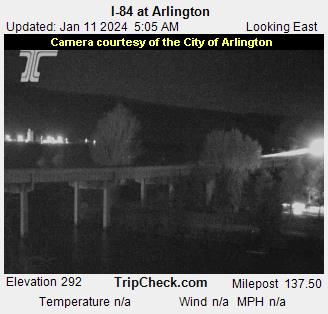 I-84 at Arlington
Updated: Jan 11 2024 5:05 AM Looking East
Camera courtesy of the City of Arlington
Elevation 292 TripCheck.com Milepost 137.50
Temperature n/a Wind n/a MPH n/a